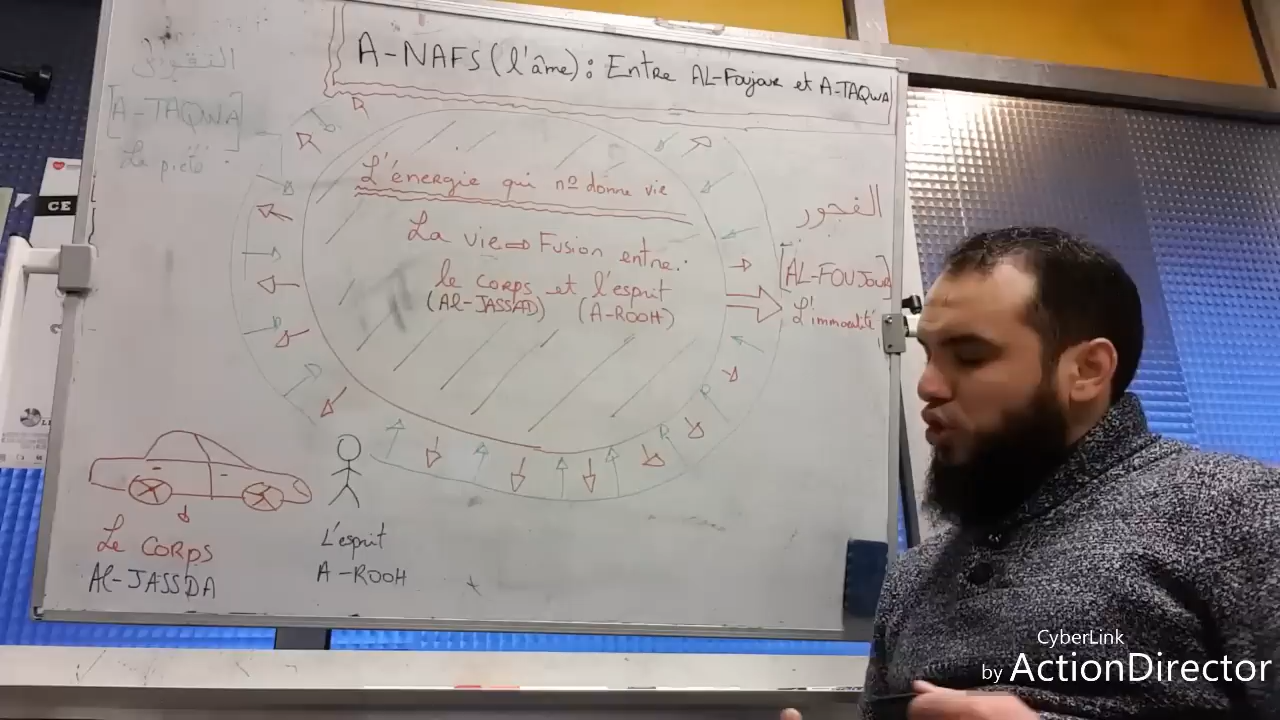 A-NAFS (l'âme) : Entre AL-Foujour et A-TAQWA
التقوى
[A-TAQWA]
La piété
L'énergie qui nº donne vie
La vie ⇨ Fusion entre :
le CORPS et l'esprit
(Al-JASSAD) (A-ROOH)
الفجور
[AL-FOUJOUR]
L'immoralité
CE
Le CORPS
Al-JASSDA
L'esprit
A-ROOH
CyberLink
by ActionDirector